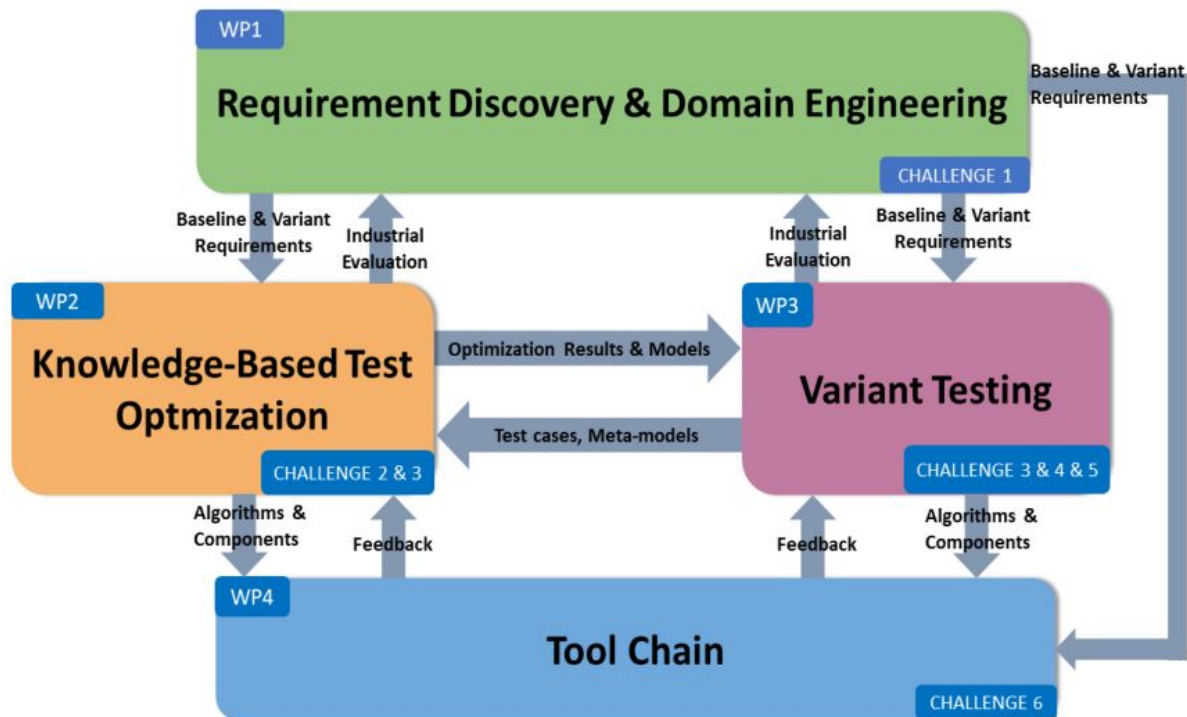 WP1
Requirement Discovery & Domain Engineering
CHALLENGE 1
Baseline & Variant
Requirements
Baseline & Variant
Requirements
Industrial
Evaluation
Industrial
Evaluation
Baseline & Variant
Requirements
WP2
Knowledge-Based Test
Optmization
CHALLENGE 2 & 3
Optimization Results & Models
Test cases, Meta-models
WP3
Variant Testing
CHALLENGE 3 & 4 & 5
Algorithms &
Components
Feedback
Feedback
Algorithms &
Components
WP4
Tool Chain
CHALLENGE 6